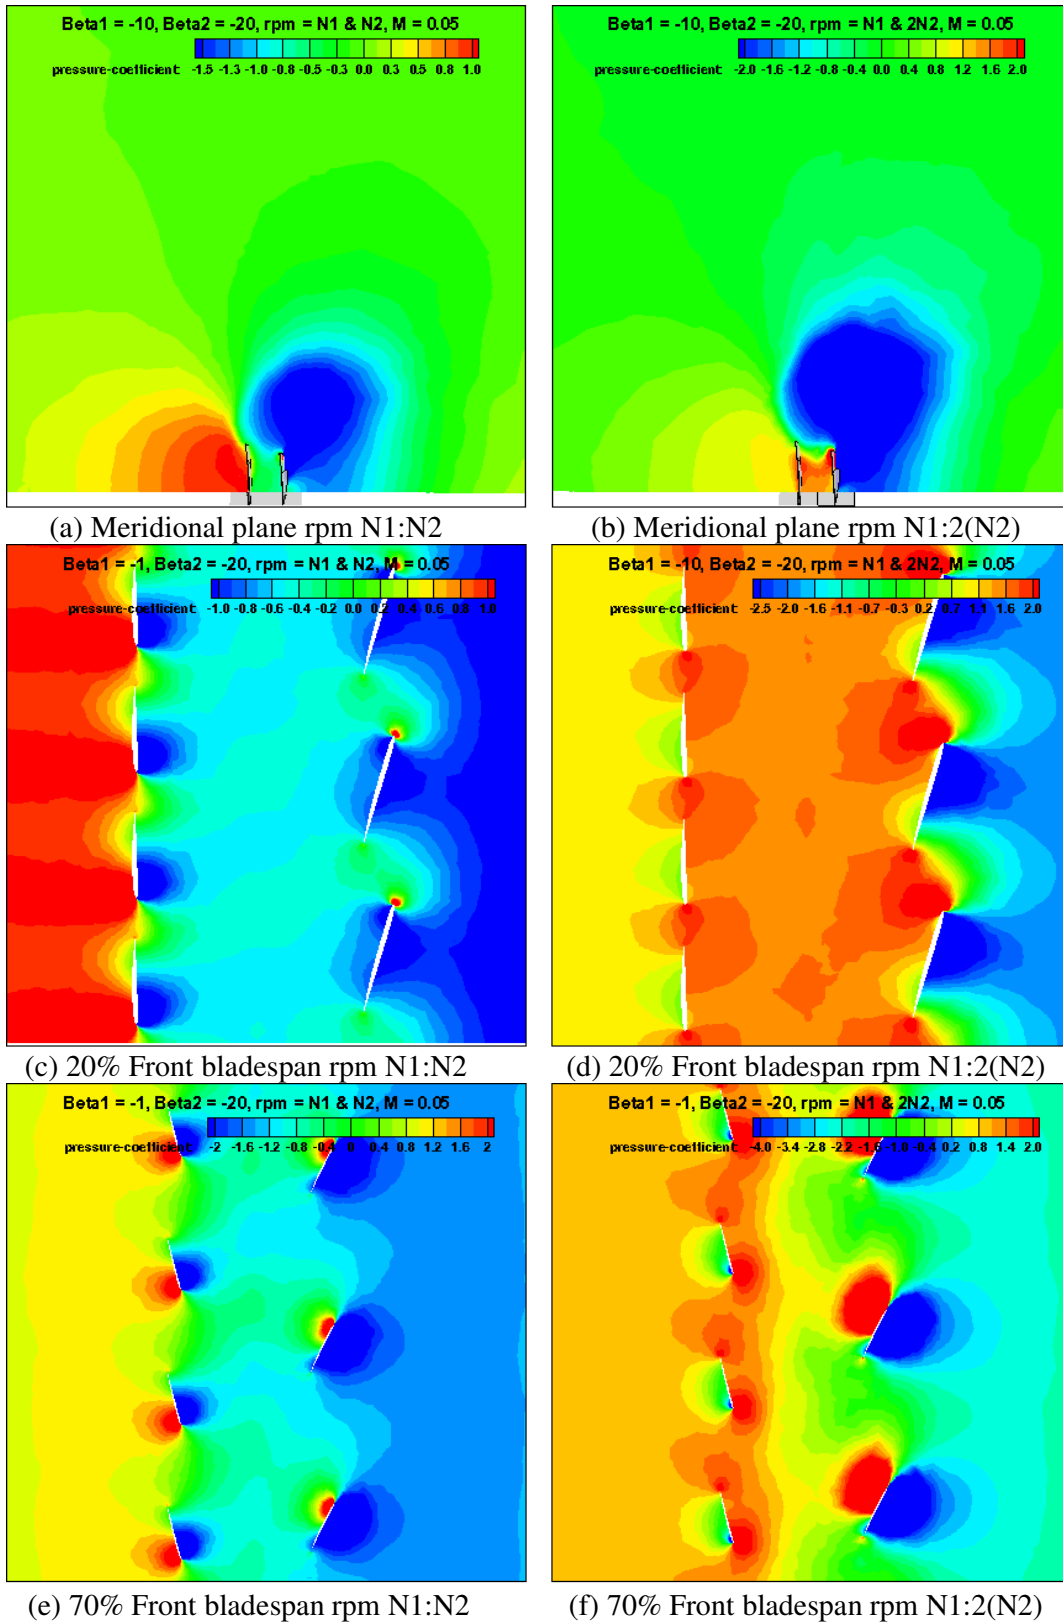 Beta1 = -10, Beta2 = -20, rpm = N1 & N2, M = 0.05
pressure-coefficient -1.5 -1.3 -1.0 -0.8 -0.5 -0.3 0.0 0.3 0.5 0.8 1.0
(a) Meridional plane rpm N1:N2
Beta1 = -10, Beta2 = -20, rpm = N1 & 2N2, M = 0.05
pressure-coefficient -2.0 -1.6 -1.2 -0.8 -0.4 0.0 0.4 0.8 1.2 1.6 2.0
(b) Meridional plane rpm N1:2(N2)
Beta1 = -1, Beta2 = -20, rpm = N1 & N2, M = 0.05
pressure-coefficient -1.0 -0.8 -0.6 -0.4 -0.2 0.0 0.2 0.4 0.6 0.8 1.0
(c) 20% Front bladespan rpm N1:N2
Beta1 = -10, Beta2 = -20, rpm = N1 & 2N2, M = 0.05
pressure-coefficient -2.5 -2.0 -1.6 -1.1 -0.7 -0.3 0.2 0.7 1.1 1.6 2.0
(d) 20% Front bladespan rpm N1:2(N2)
Beta1 = -1, Beta2 = -20, rpm = N1 & N2, M = 0.05
pressure-coefficient -2 -1.6 -1.2 -0.8 -0.4 0 0.4 0.8 1.2 1.6 2
(e) 70% Front bladespan rpm N1:N2
Beta1 = -1, Beta2 = -20, rpm = N1 & 2N2, M = 0.05
pressure-coefficient -4.0 -3.4 -2.8 -2.2 -1.6 -1.0 -0.4 0.2 0.8 1.4 2.0
(f) 70% Front bladespan rpm N1:2(N2)